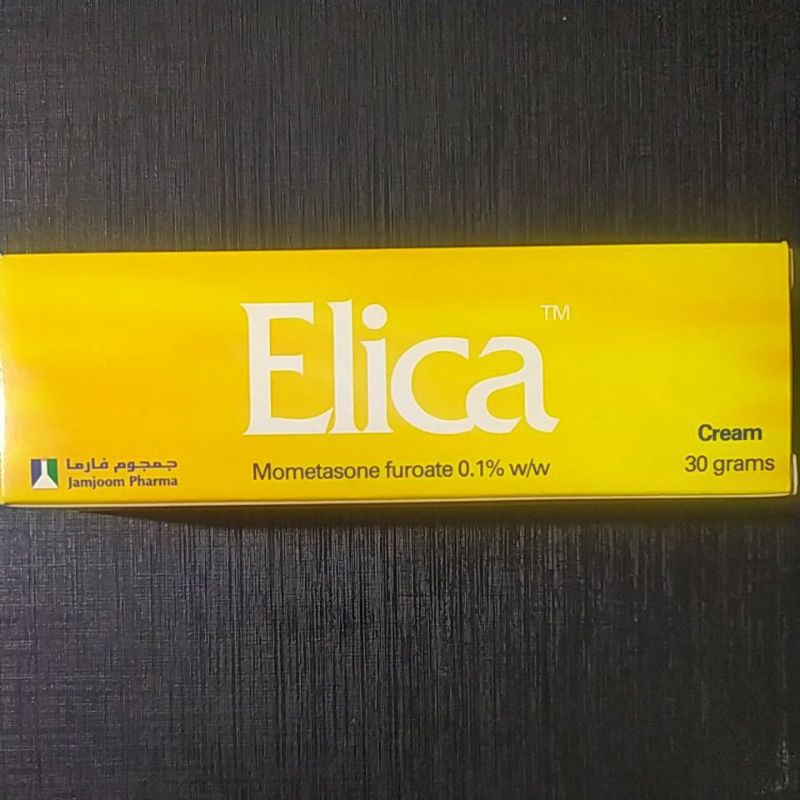 Elica™
Cream
جمجوم فارما
Jamjoom Pharma
Mometasone furoate 0.1% w/w
30 grams